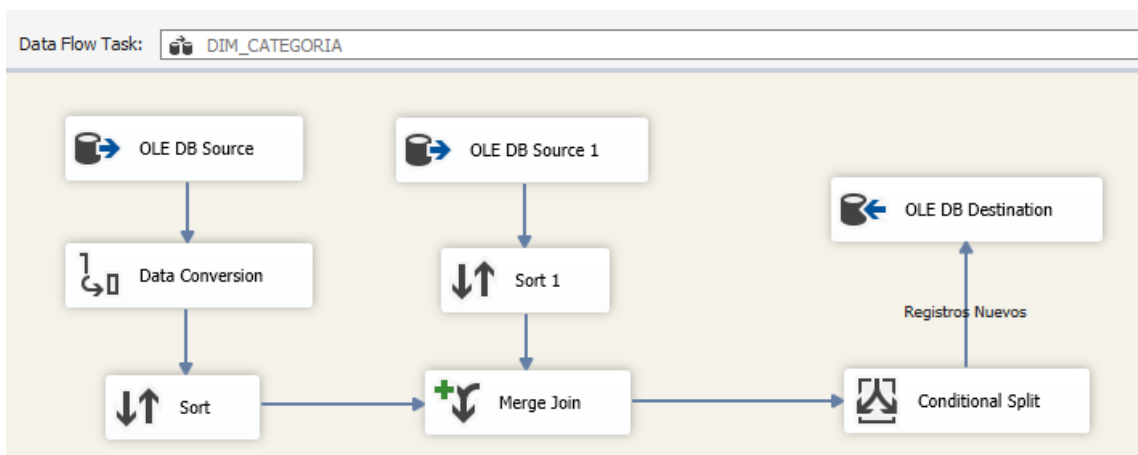 Data Flow Task: DIM_CATEGORIA
OLE DB Source
OLE DB Source 1
OLE DB Destination
Data Conversion
Sort 1
Registros Nuevos
Sort
Merge Join
Conditional Split